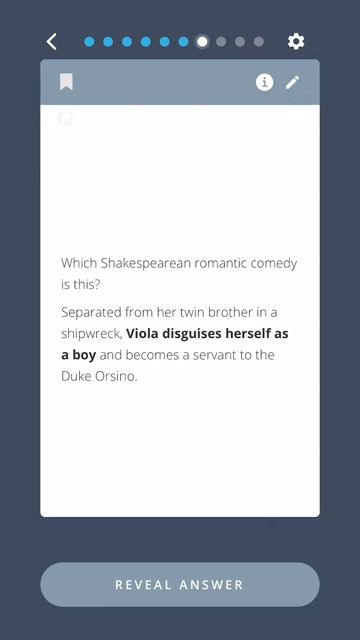 Which Shakespearean romantic comedy
is this?
Separated from her twin brother in a
shipwreck, Viola disguises herself as
a boy and becomes a servant to the
Duke Orsino.
REVEAL ANSWER